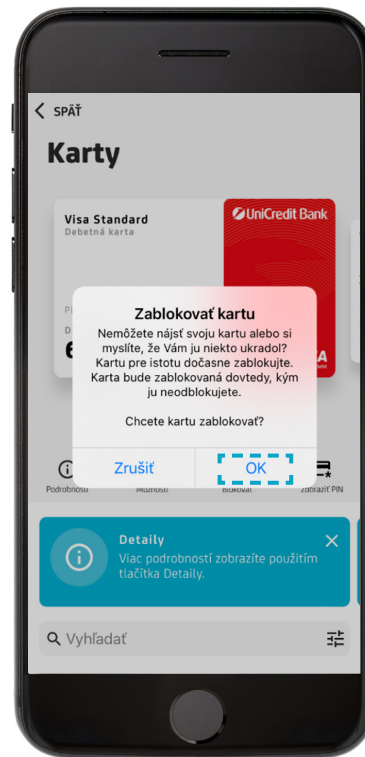 SPÄŤ
Karty
Visa Standard
Debetná karta
UniCredit Bank
Zablokovať kartu
Nemôžete nájsť svoju kartu alebo si
myslíte, že Vám ju niekto ukradol?
Kartu pre istotu dočasne zablokujte.
Karta bude zablokovaná dovtedy, kým
ju neodblokujete.
Chcete kartu zablokovať?
Zrušiť
OK
Podrobnosti
Možnosti
Blokovať
Zobraziť PIN
Detaily
Viac podrobností zobrazíte použitím
tlačítka Detaily.
Vyhľadať